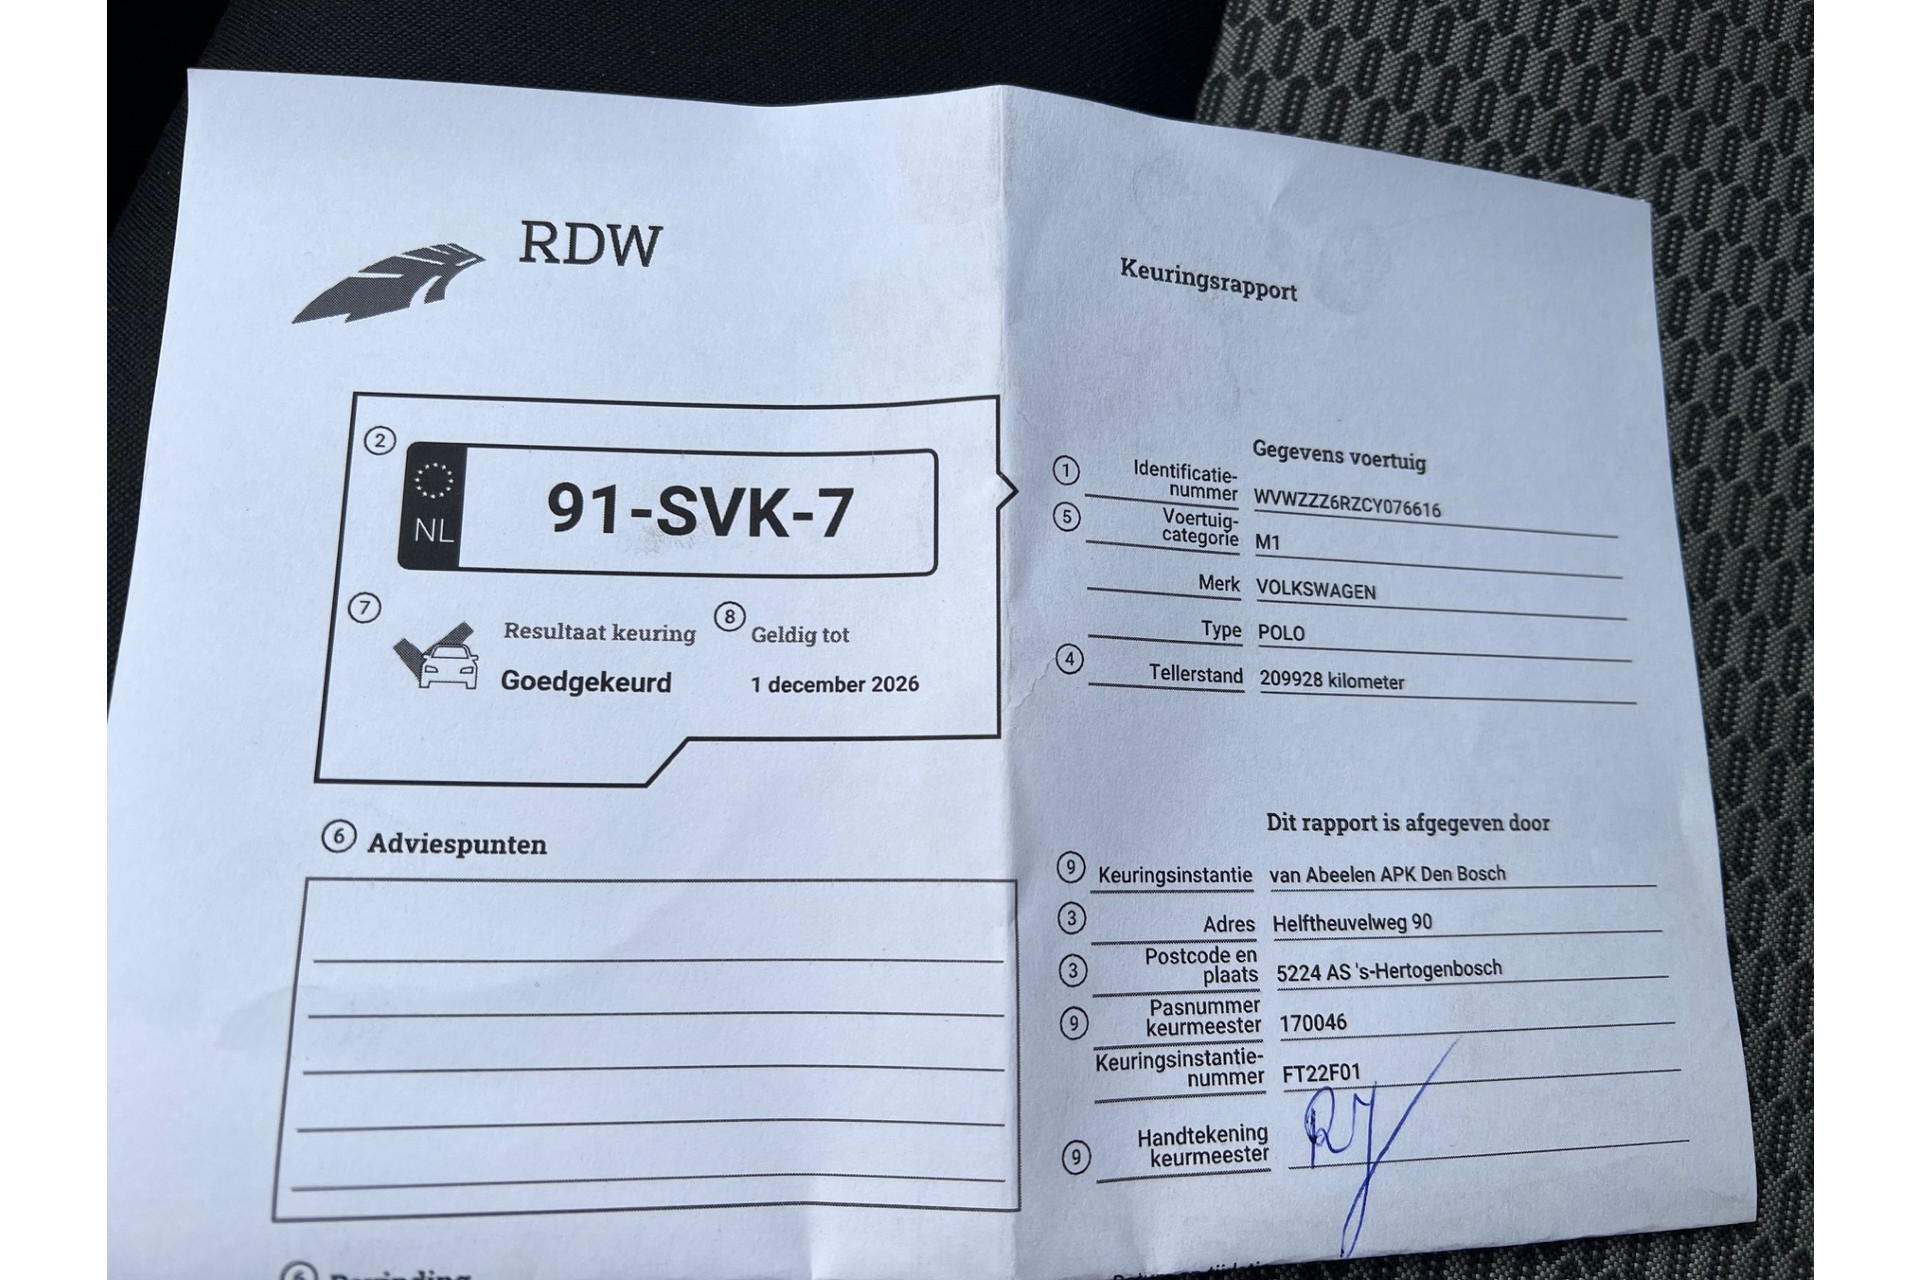 RDW
Keuringsrapport
2
NL
91-SVK-7
7
Resultaat keuring
Goedgekeurd
8
Geldig tot
1 december 2026
Gegevens voertuig
1
Identificatie-
nummer WVWZZZ6RZCY076616
5
Voertuig-
categorie M1
Merk VOLKSWAGEN
Type POLO
4
Tellerstand 209928 kilometer
6 Adviespunten
Dit rapport is afgegeven door
9 Keuringsinstantie van Abeelen APK Den Bosch
3 Adres Helftheuvelweg 90
3 Postcode en
plaats 5224 AS 's-Hertogenbosch
9 Pasnummer
keurmeester 170046
Keuringsinstantie-
nummer FT22F01
9 Handtekening
keurmeester
6